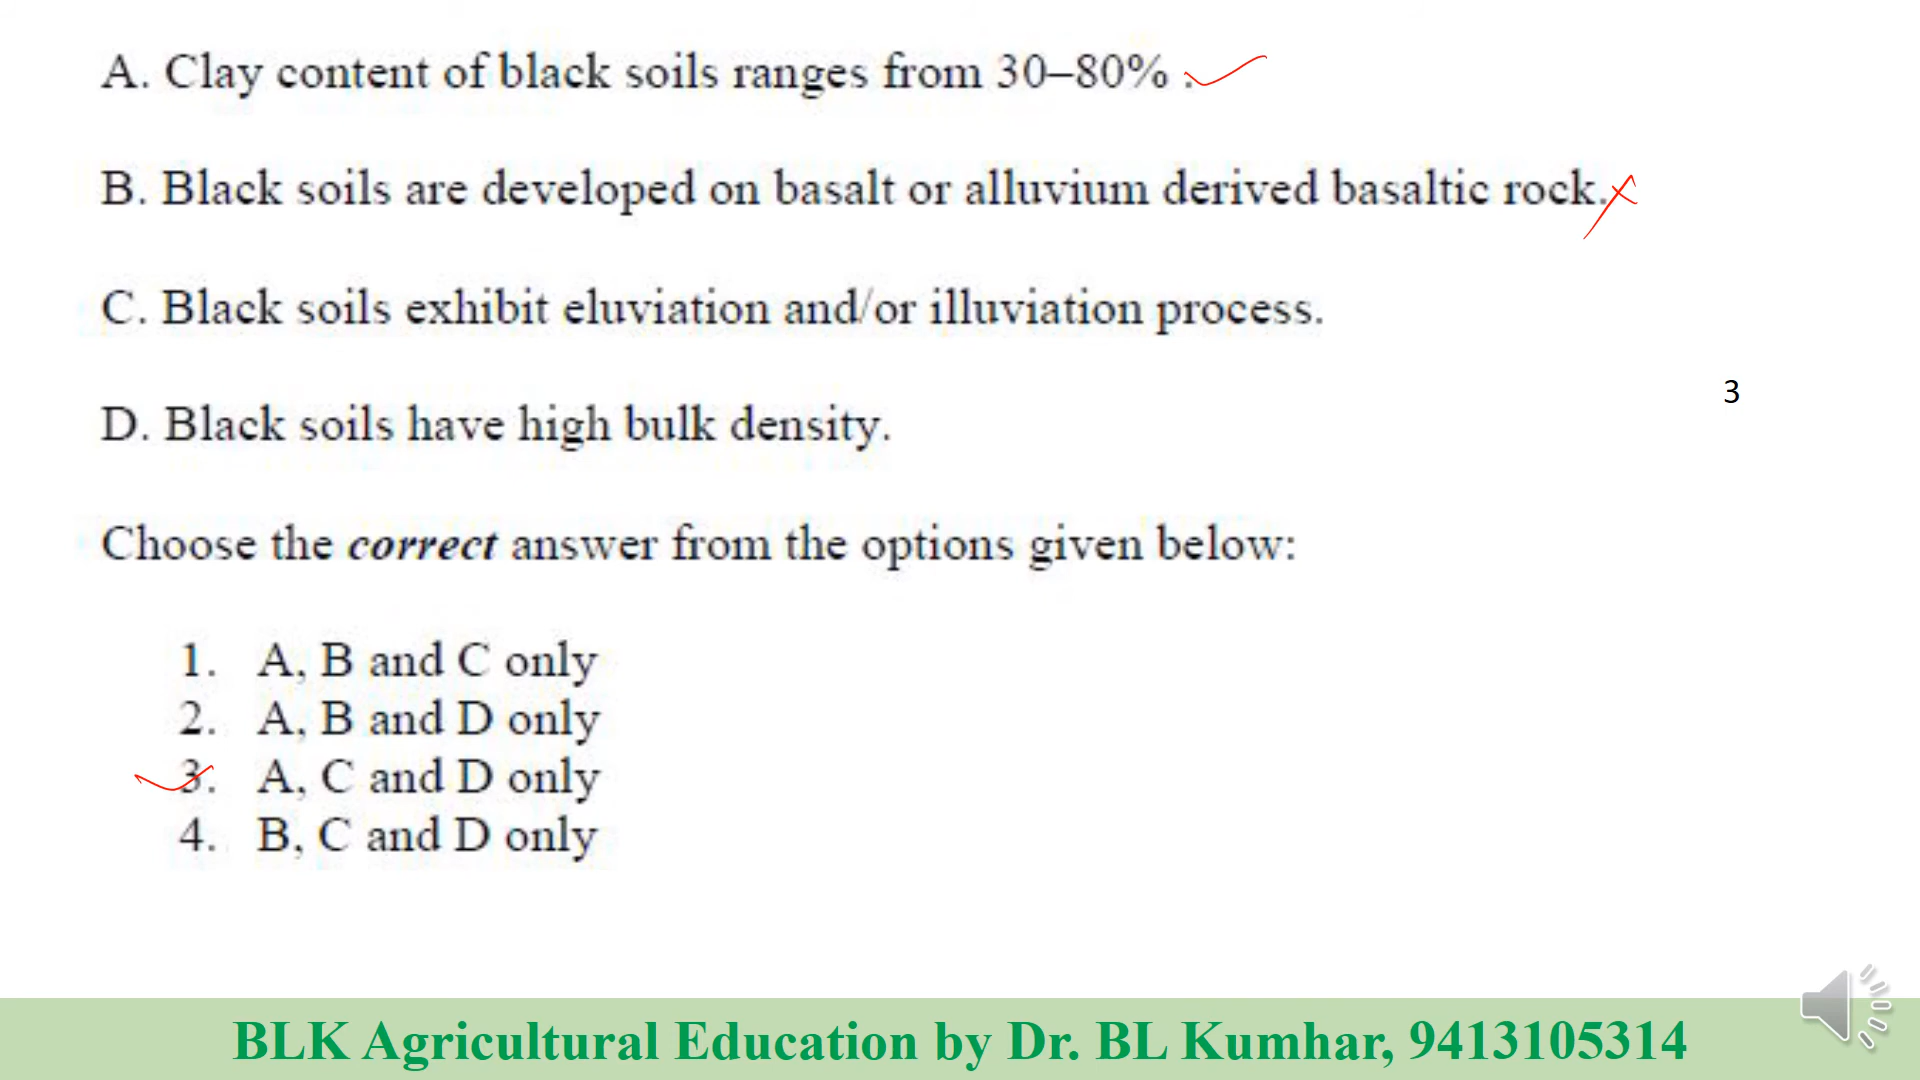 A. Clay content of black soils ranges from 30–80% .
B. Black soils are developed on basalt or alluvium derived basaltic rock.
C. Black soils exhibit eluviation and/or illuviation process.
3
D. Black soils have high bulk density.
Choose the correct answer from the options given below:
1. A, B and C only
2. A, B and D only
3. A, C and D only
4. B, C and D only
BLK Agricultural Education by Dr. BL Kumhar, 9413105314